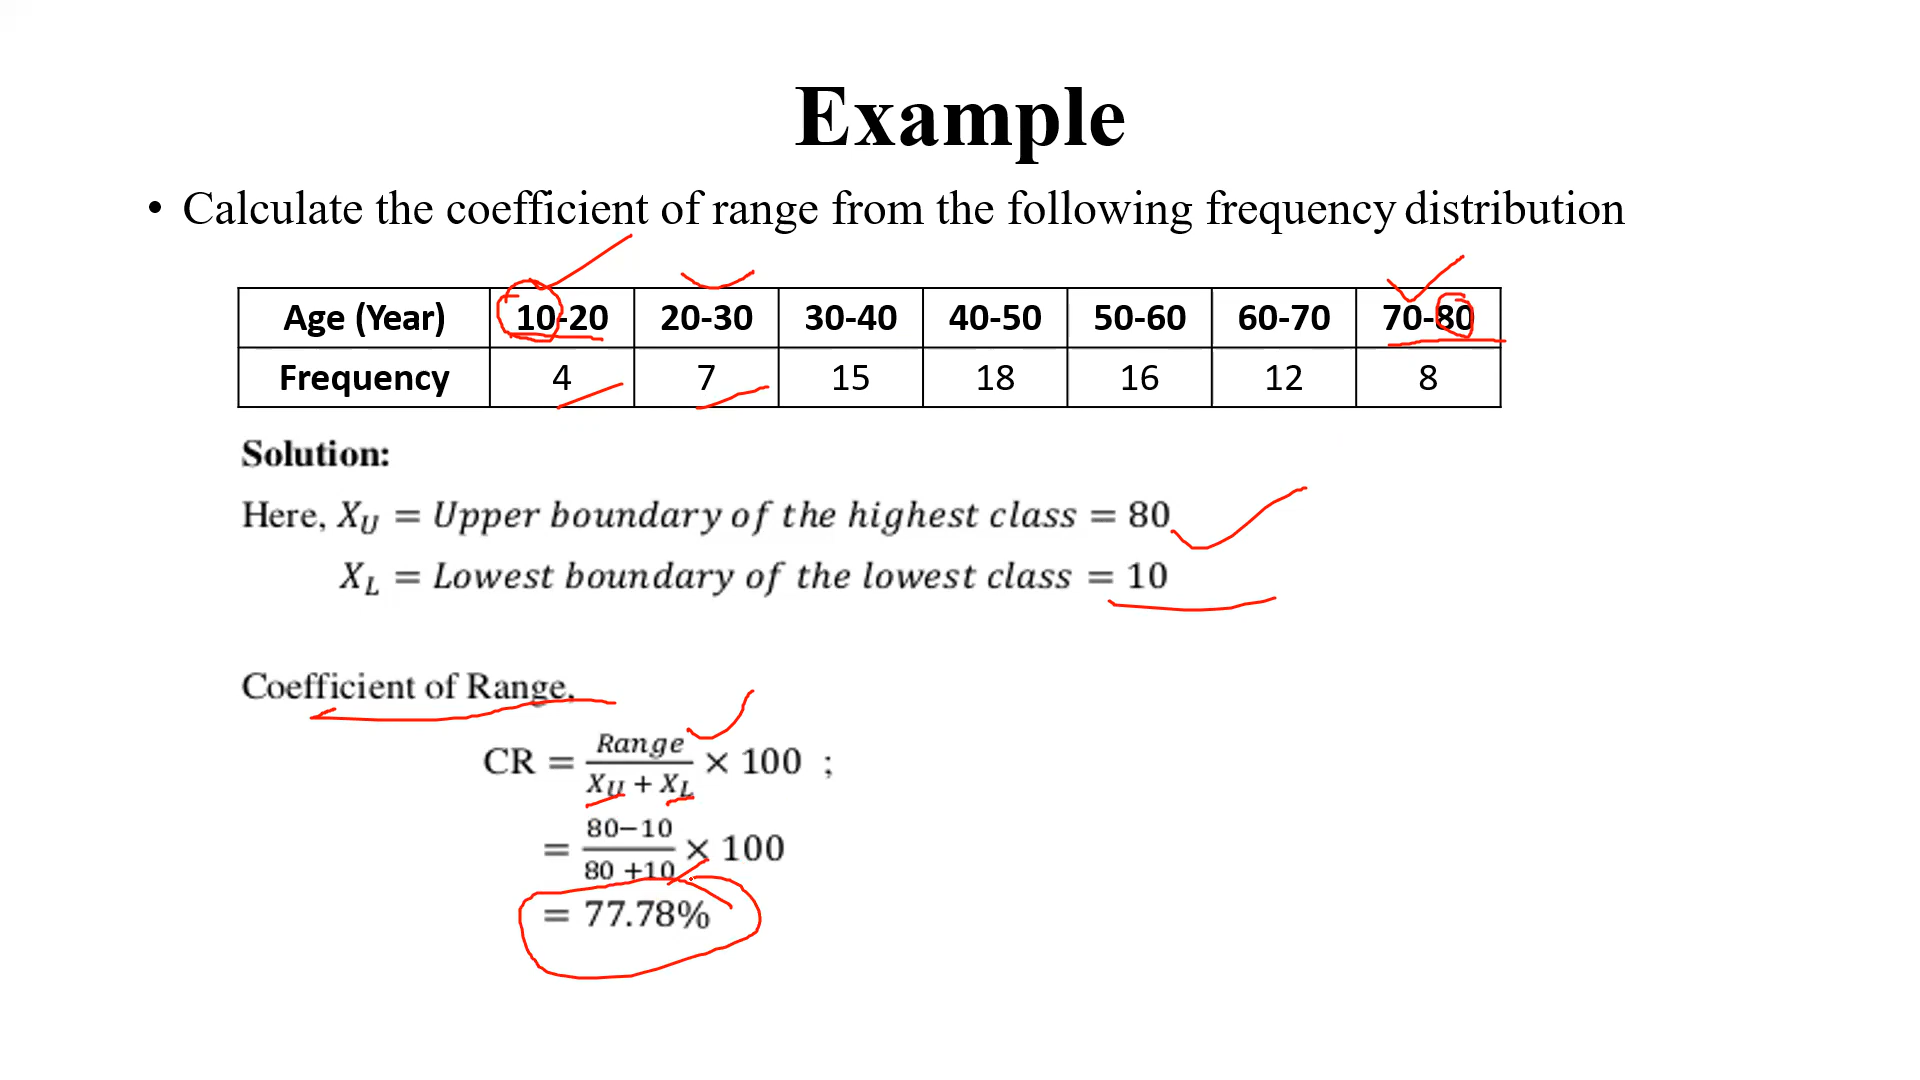 Example
• Calculate the coefficient of range from the following frequency distribution
Age (Year) 10-20 20-30 30-40 40-50 50-60 60-70 70-80
Frequency 4 7 15 18 16 12 8
Solution:
Here, X_U = Upper boundary of the highest class = 80
X_L = Lowest boundary of the lowest class = 10
Coefficient of Range,
CR = Range / (X_U + X_L) × 100 ;
= (80−10) / (80 +10) × 100
= 77.78%